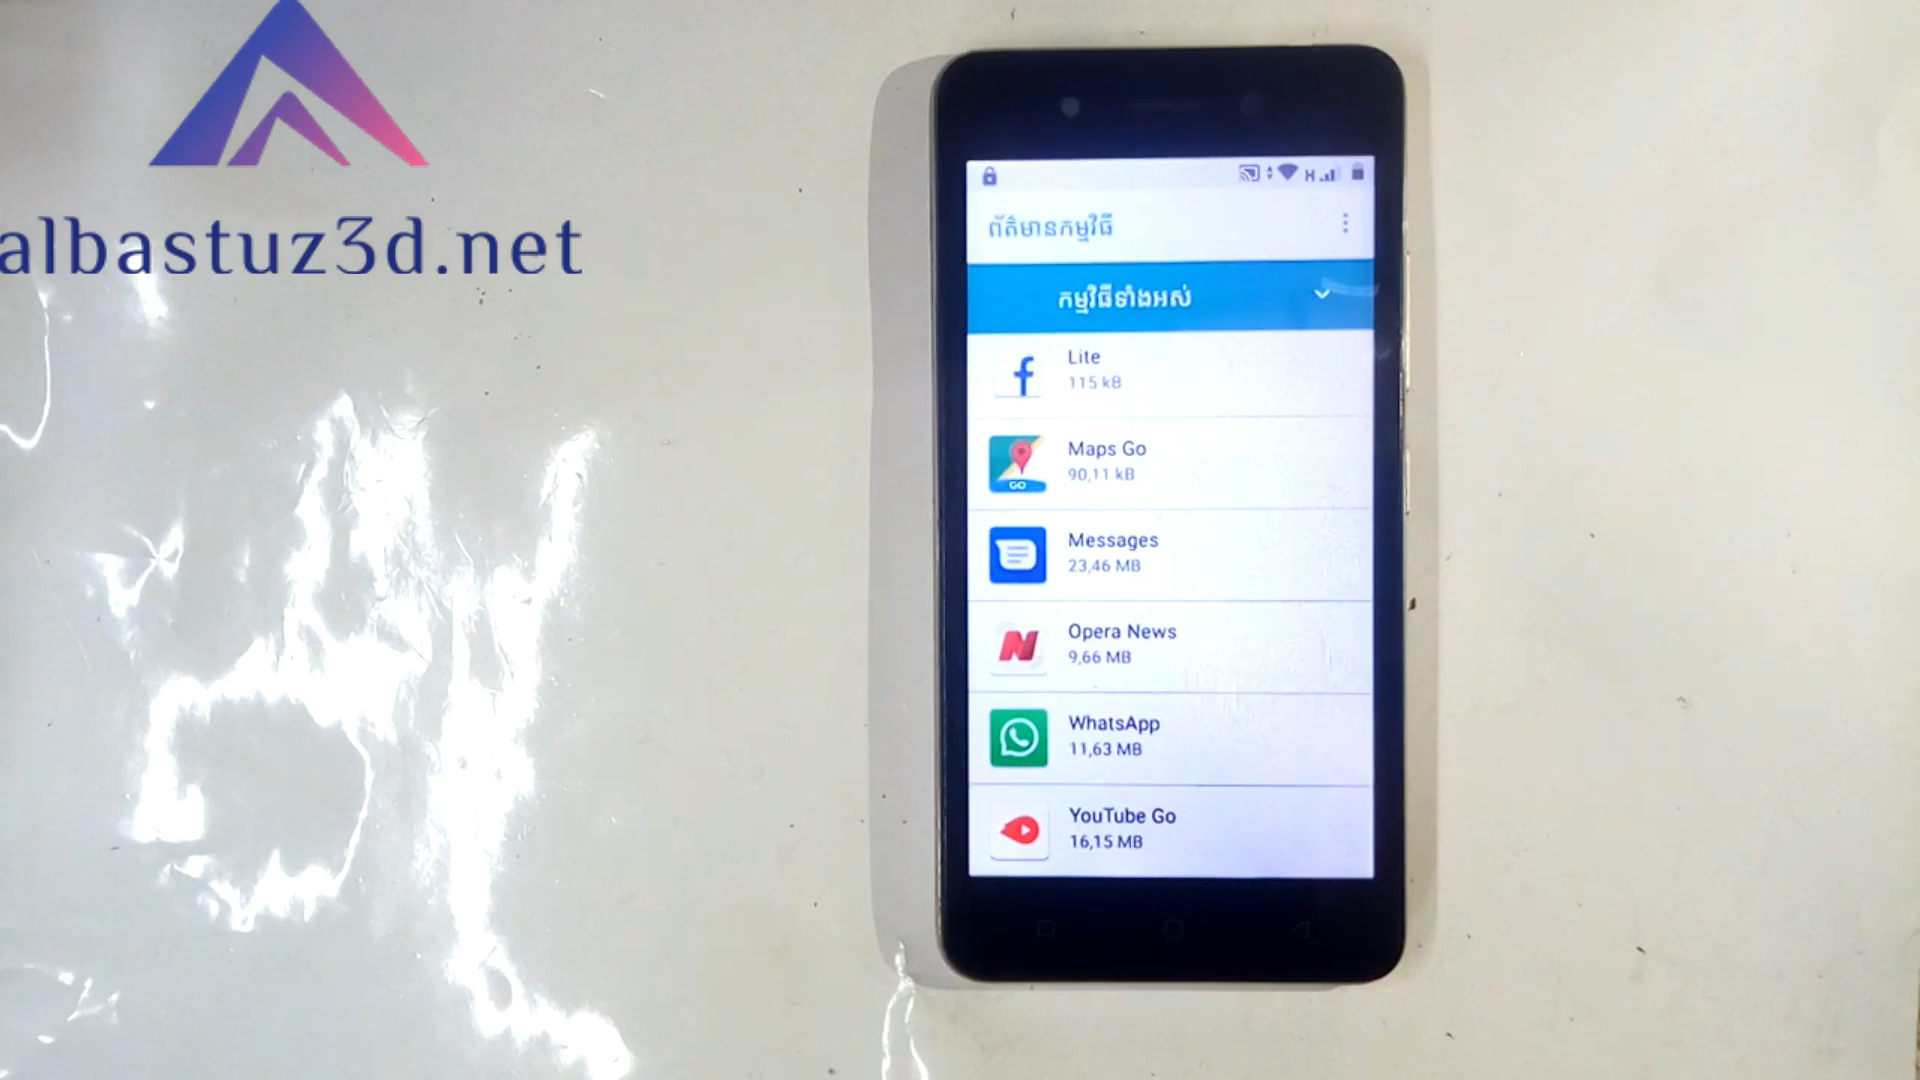 albastuz3d.net
H
ព័ត៌មានកម្មវិធី
កម្មវិធីទាំងអស់
Lite
115 kB
Maps Go
90,11 kB
GO
Messages
23,46 MB
Opera News
9,66 MB
WhatsApp
11,63 MB
YouTube Go
16,15 MB